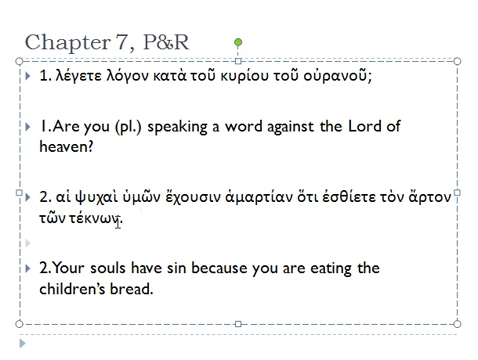 Chapter 7, P&R
1. λέγετε λόγον κατὰ τοῦ κυρίου τοῦ οὐρανοῦ;
1.Are you (pl.) speaking a word against the Lord of
heaven?
2. αἱ ψυχαὶ ὑμῶν ἔχουσιν ἁμαρτίαν ὅτι ἐσθίετε τὸν ἄρτον
τῶν τέκνων.
2.Your souls have sin because you are eating the
children's bread.